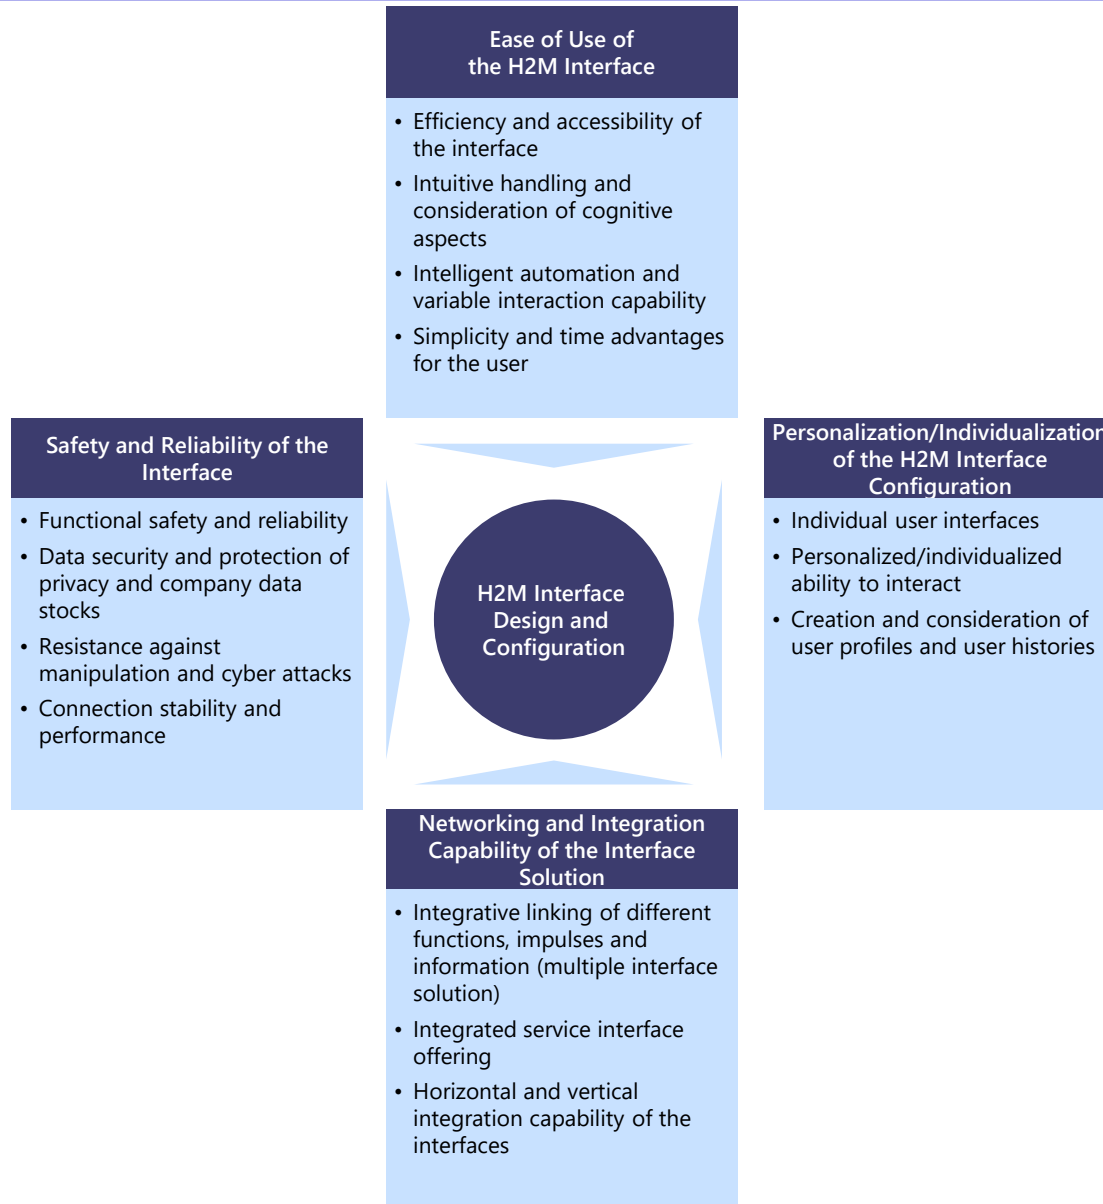 Ease of Use of
the H2M Interface
• Efficiency and accessibility of
the interface
• Intuitive handling and
consideration of cognitive
aspects
• Intelligent automation and
variable interaction capability
• Simplicity and time advantages
for the user
Safety and Reliability of the
Interface
• Functional safety and reliability
• Data security and protection of
privacy and company data
stocks
• Resistance against
manipulation and cyber attacks
• Connection stability and
performance
H2M Interface
Design and
Configuration
Personalization/Individualization
of the H2M Interface
Configuration
• Individual user interfaces
• Personalized/individualized
ability to interact
• Creation and consideration of
user profiles and user histories
Networking and Integration
Capability of the Interface
Solution
• Integrative linking of different
functions, impulses and
information (multiple interface
solution)
• Integrated service interface
offering
• Horizontal and vertical
integration capability of the
interfaces